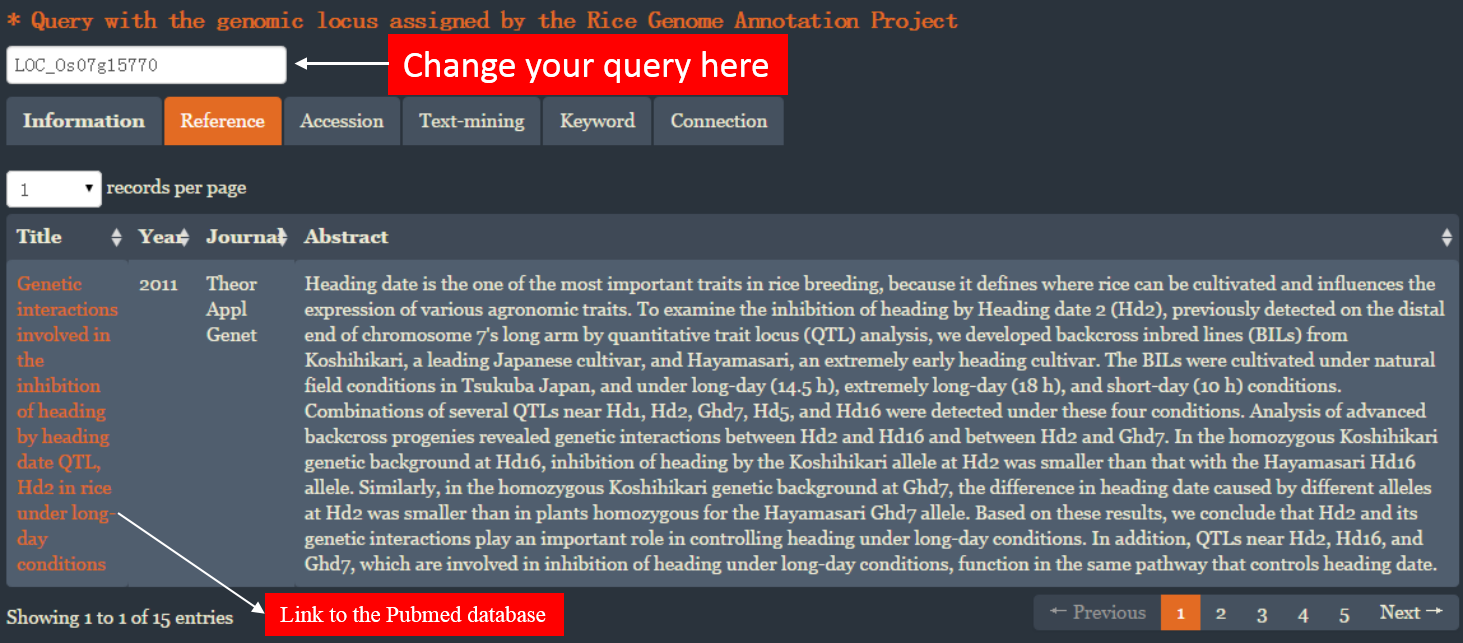 * Query with the genomic locus assigned by the Rice Genome Annotation Project
LOC_Os07g15770
Change your query here
Information Reference Accession Text-mining Keyword Connection
1 records per page
Title Year Journal Abstract
Genetic
interactions
involved in
the
inhibition
of heading
by heading
date QTL,
Hd2 in rice
under long-
day
conditions
2011
Theor
Appl
Genet
Heading date is the one of the most important traits in rice breeding, because it defines where rice can be cultivated and influences the
expression of various agronomic traits. To examine the inhibition of heading by Heading date 2 (Hd2), previously detected on the distal
end of chromosome 7's long arm by quantitative trait locus (QTL) analysis, we developed backcross inbred lines (BILs) from
Koshihikari, a leading Japanese cultivar, and Hayamasari, an extremely early heading cultivar. The BILs were cultivated under natural
field conditions in Tsukuba Japan, and under long-day (14.5 h), extremely long-day (18 h), and short-day (10 h) conditions.
Combinations of several QTLs near Hd1, Hd2, Ghd7, Hd5, and Hd16 were detected under these four conditions. Analysis of advanced
backcross progenies revealed genetic interactions between Hd2 and Hd16 and between Hd2 and Ghd7. In the homozygous Koshihikari
genetic background at Hd16, inhibition of heading by the Koshihikari allele at Hd2 was smaller than that with the Hayamasari Hd16
allele. Similarly, in the homozygous Koshihikari genetic background at Ghd7, the difference in heading date caused by different alleles
at Hd2 was smaller than in plants homozygous for the Hayamasari Ghd7 allele. Based on these results, we conclude that Hd2 and its
genetic interactions play an important role in controlling heading under long-day conditions. In addition, QTLs near Hd2, Hd16, and
Ghd7, which are involved in inhibition of heading under long-day conditions, function in the same pathway that controls heading date.
Showing 1 to 1 of 15 entries
Link to the Pubmed database
← Previous 1 2 3 4 5 Next →